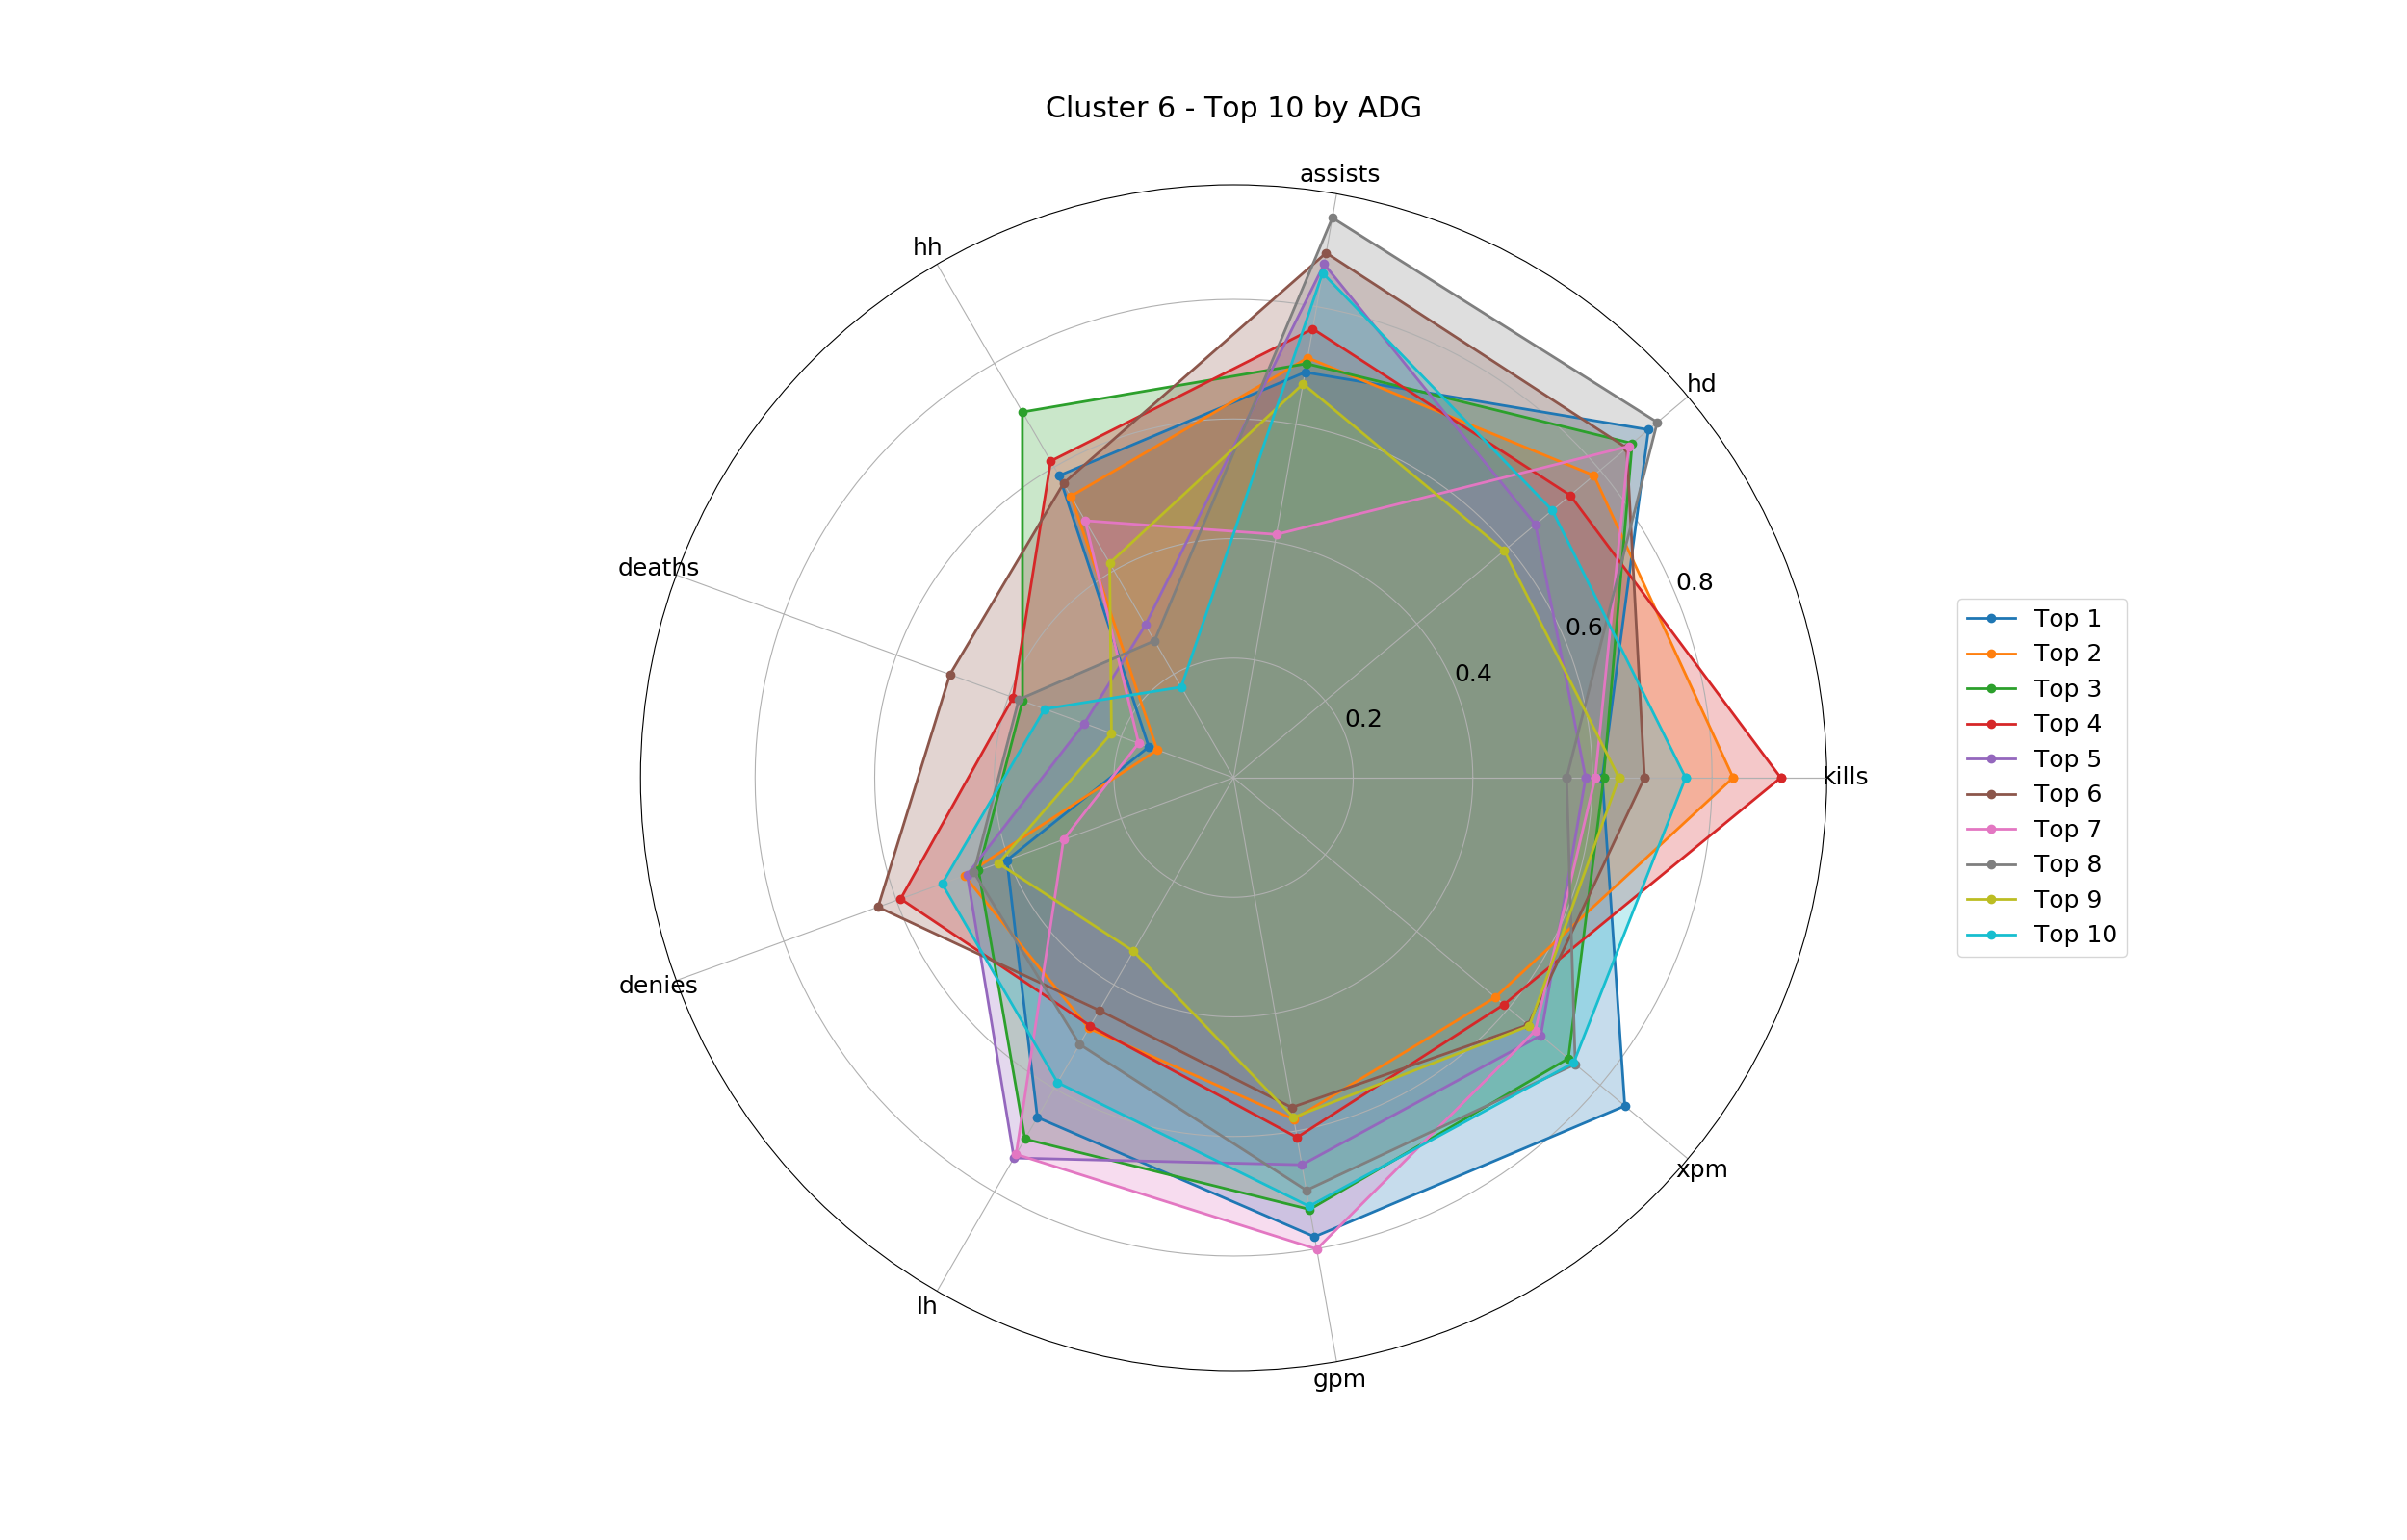 Cluster 6 - Top 10 by ADG
assists
hh
hd
deaths
0.8
0.6
0.4
0.2
kills
denies
xpm
lh
gpm
Top 1
Top 2
Top 3
Top 4
Top 5
Top 6
Top 7
Top 8
Top 9
Top 10